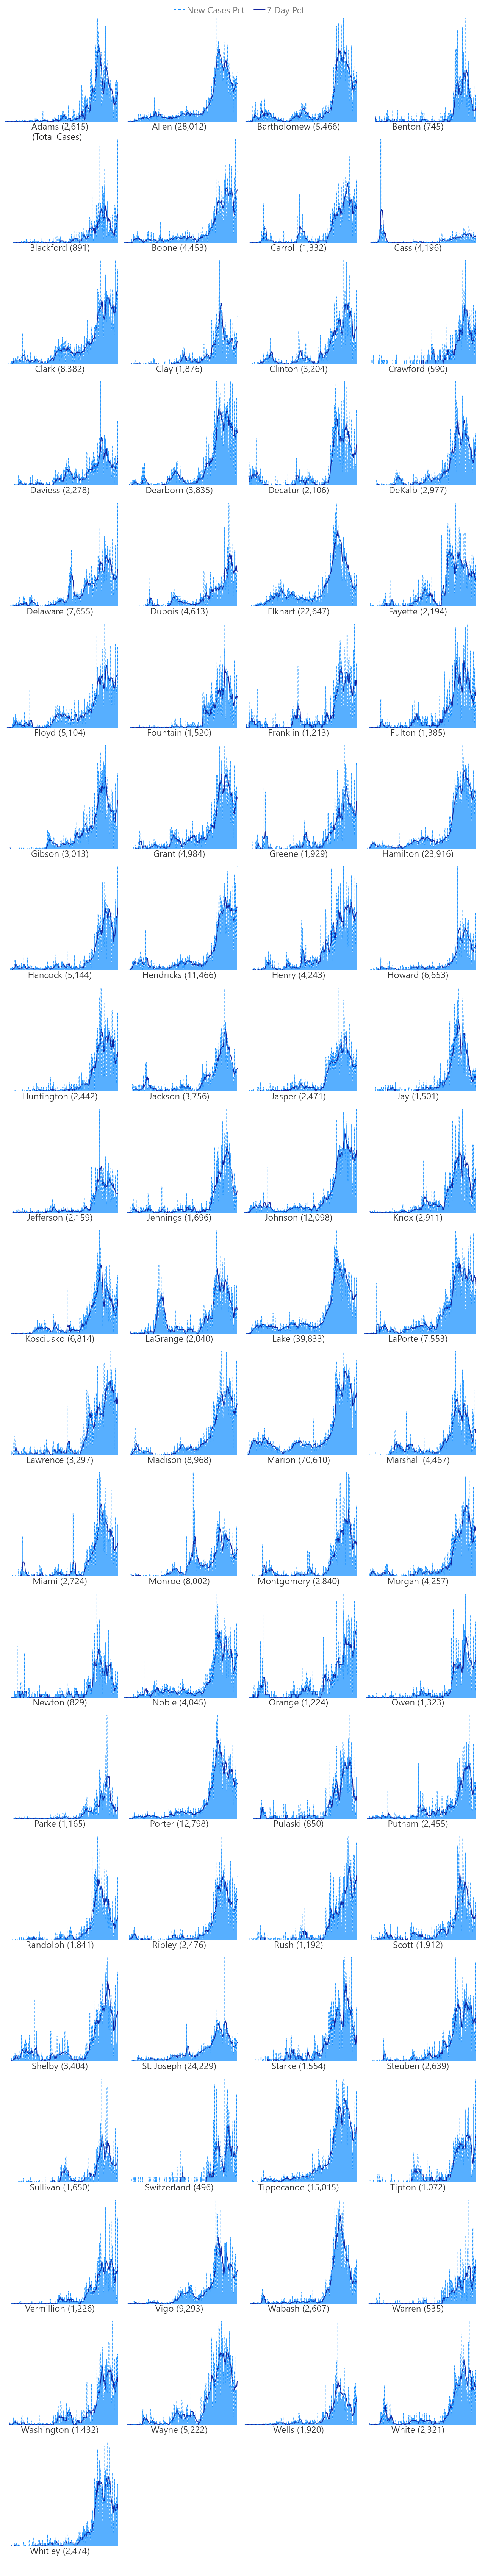 New Cases Pct 7 Day Pct
Adams (2,615) Allen (28,012) Bartholomew (5,466) Benton (745)
(Total Cases)
Blackford (891) Boone (4,453) Carroll (1,332) Cass (4,196)
Clark (8,382) Clay (1,876) Clinton (3,204) Crawford (590)
Daviess (2,278) Dearborn (3,835) Decatur (2,106) DeKalb (2,977)
Delaware (7,655) Dubois (4,613) Elkhart (22,647) Fayette (2,194)
Floyd (5,104) Fountain (1,520) Franklin (1,213) Fulton (1,385)
Gibson (3,013) Grant (4,984) Greene (1,929) Hamilton (23,916)
Hancock (5,144) Hendricks (11,466) Henry (4,243) Howard (6,653)
Huntington (2,442) Jackson (3,756) Jasper (2,471) Jay (1,501)
Jefferson (2,159) Jennings (1,696) Johnson (12,098) Knox (2,911)
Kosciusko (6,814) LaGrange (2,040) Lake (39,833) LaPorte (7,553)
Lawrence (3,297) Madison (8,968) Marion (70,610) Marshall (4,467)
Miami (2,724) Monroe (8,002) Montgomery (2,840) Morgan (4,257)
Newton (829) Noble (4,045) Orange (1,224) Owen (1,323)
Parke (1,165) Porter (12,798) Pulaski (850) Putnam (2,455)
Randolph (1,841) Ripley (2,476) Rush (1,192) Scott (1,912)
Shelby (3,404) St. Joseph (24,229) Starke (1,554) Steuben (2,639)
Sullivan (1,650) Switzerland (496) Tippecanoe (15,015) Tipton (1,072)
Vermillion (1,226) Vigo (9,293) Wabash (2,607) Warren (535)
Washington (1,432) Wayne (5,222) Wells (1,920) White (2,321)
Whitley (2,474)